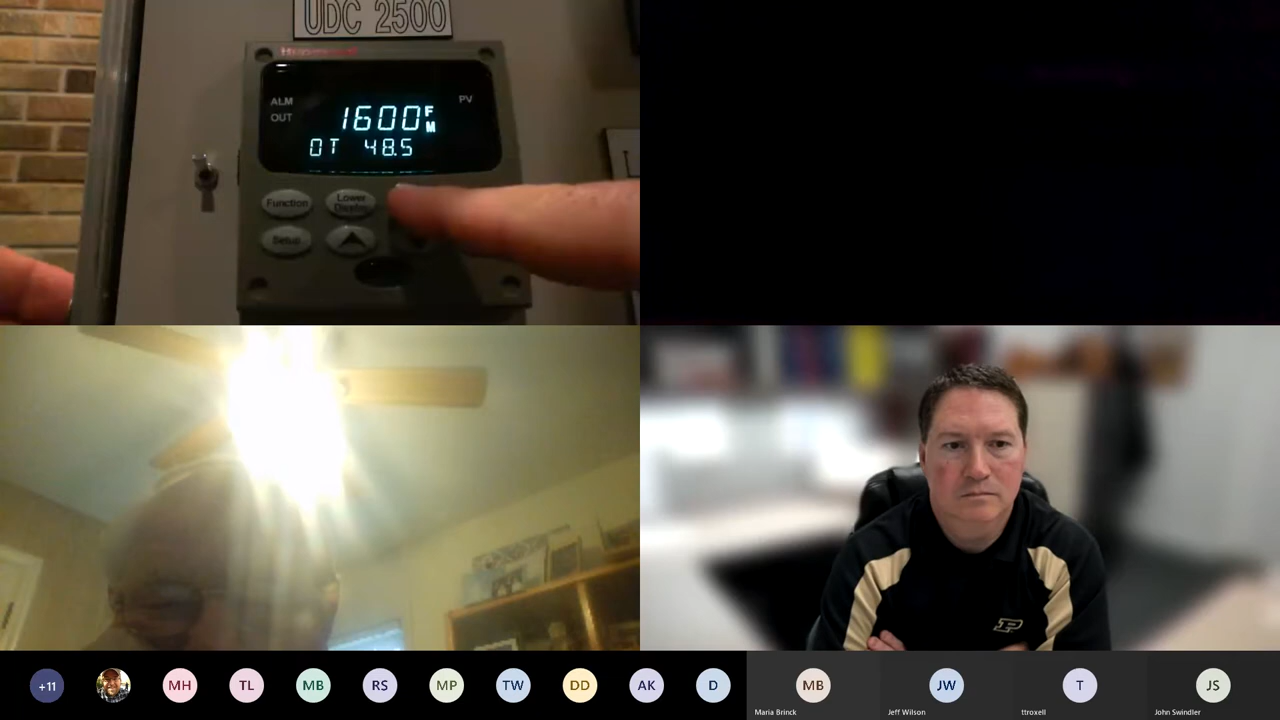 UDC 2500
Honeywell
ALM
PV
OUT
1600 F
M
OT 48.5
Function
Lower
Display
Setup
P
+11
MH
TL
MB
RS
MP
TW
DD
AK
D
MB
Maria Brinck
JW
Jeff Wilson
T
ttroxell
JS
John Swindler